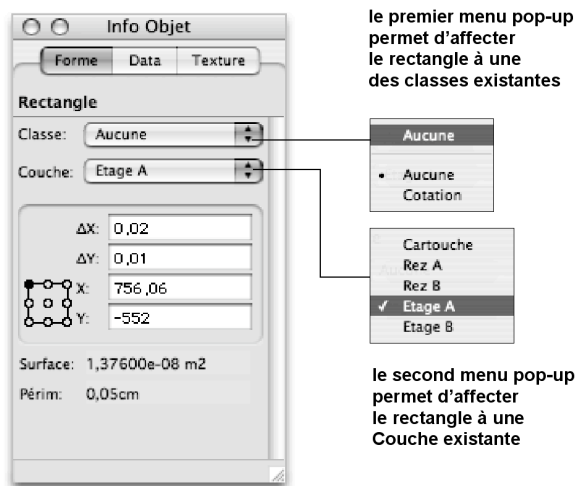 Info Objet
Forme Data Texture
Rectangle
Classe: Aucune
Couche: Etage A
ΔX: 0,02
ΔY: 0,01
X: 756,06
Y: -552
Surface: 1,37600e-08 m2
Périm: 0,05cm
le premier menu pop-up
permet d'affecter
le rectangle à une
des classes existantes
Aucune
• Aucune
Cotation
Cartouche
Rez A
Rez B
✓ Etage A
Etage B
le second menu pop-up
permet d'affecter
le rectangle à une
Couche existante